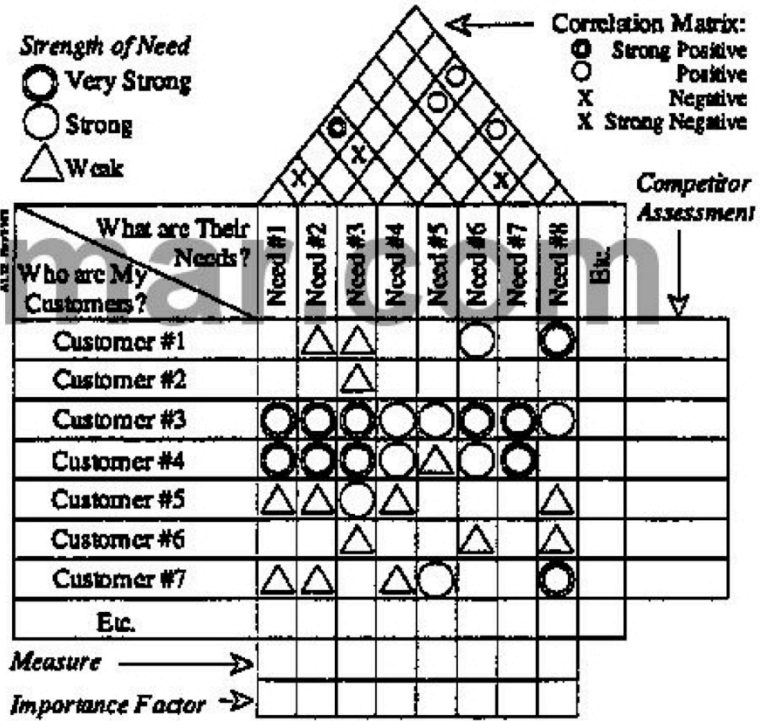 Strength of Need
Very Strong
Strong
Weak
Correlation Matrix:
Strong Positive
O Positive
X Negative
X Strong Negative
Competitor
Assessment
What are Their
Needs?
Who are My
Customers?
Need #1
Need #2
Need #3
Need #4
Need #5
Need #6
Need #7
Need #8
Etc.
mar.com
Customer #1
Customer #2
Customer #3
Customer #4
Customer #5
Customer #6
Customer #7
Etc.
Measure
Importance Factor
X
X
X